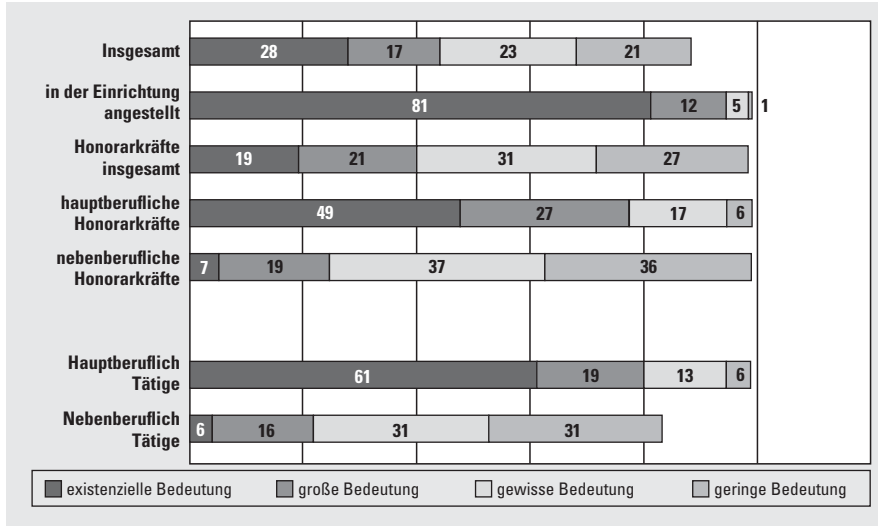 Insgesamt
28 17 23 21
in der Einrichtung
angestellt
81 12 5 1
Honorarkräfte
insgesamt
19 21 31 27
hauptberufliche
Honorarkräfte
49 27 17 6
nebenberufliche
Honorarkräfte
7 19 37 36
Hauptberuflich
Tätige
61 19 13 6
Nebenberuflich
Tätige
6 16 31 31
existenzielle Bedeutung große Bedeutung gewisse Bedeutung geringe Bedeutung